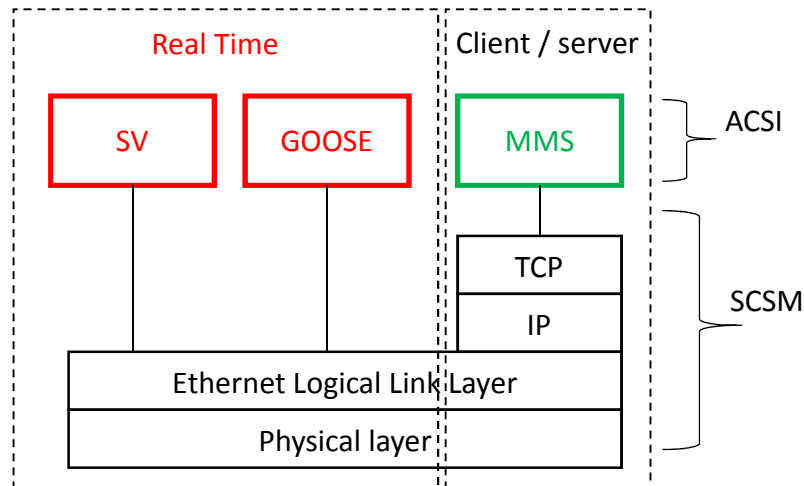 Real Time
Client / server
SV
GOOSE
MMS
ACSI
TCP
IP
SCSM
Ethernet Logical Link Layer
Physical layer